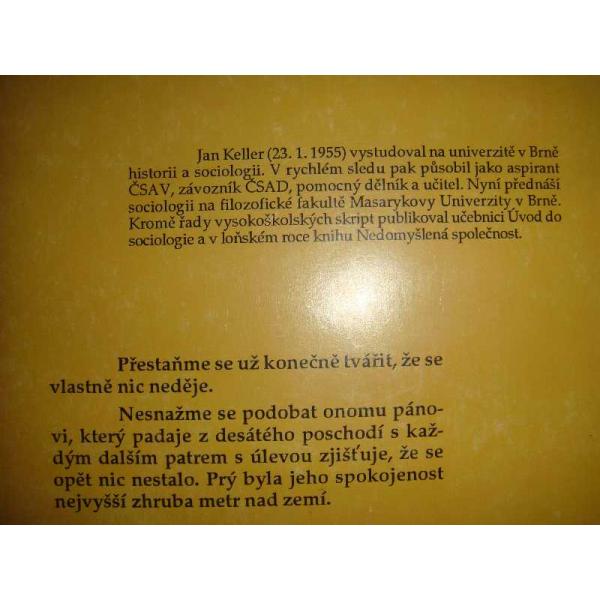 Jan Keller (23. 1. 1955) vystudoval na univerzitě v Brně
historii a sociologii. V rychlém sledu pak působil jako aspirant
ČSAV, závozník ČSAD, pomocný dělník a učitel. Nyní přednáší
sociologii na filozofické fakultě Masarykovy Univerzity v Brně.
Kromě řady vysokoškolských skript publikoval učebnici Úvod do
sociologie a v loňském roce knihu Nedomyšlená společnost.
Přestaňme se už konečně tvářit, že se
vlastně nic neděje.
Nesnažme se podobat onomu páno-
vi, který padaje z desátého poschodí s kaž-
dým dalším patrem s úlevou zjišťuje, že se
opět nic nestalo. Prý byla jeho spokojenost
nejvyšší zhruba metr nad zemí.